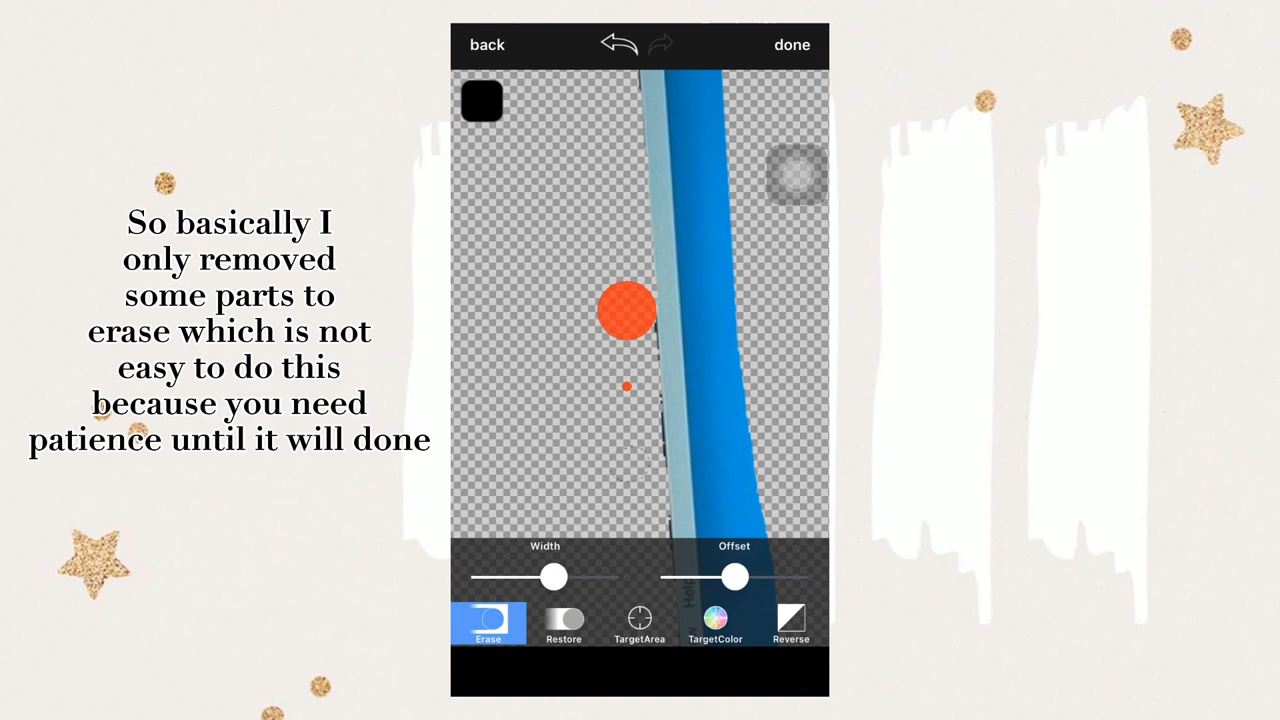 back
done
So basically I
only removed
some parts to
erase which is not
easy to do this
because you need
patience until it will done
Width
Offset
Help
Erase
Restore
TargetArea
TargetColor
Reverse